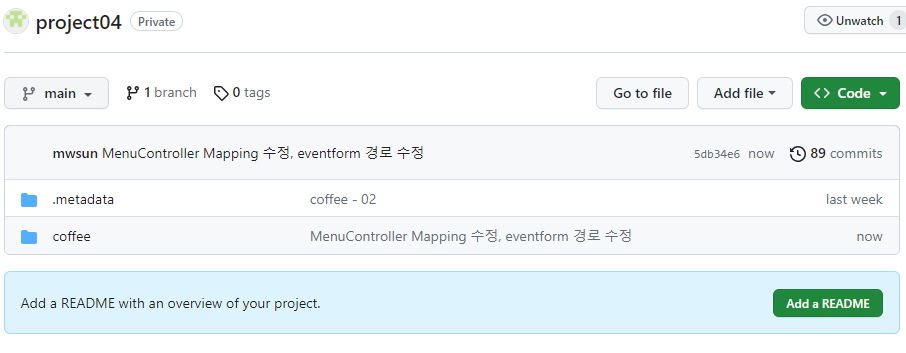 project04 Private Unwatch 1
main 1 branch 0 tags Go to file Add file Code
mwsun MenuController Mapping 수정, eventform 경로 수정 5db34e6 now 89 commits
.metadata coffee - 02 last week
coffee MenuController Mapping 수정, eventform 경로 수정 now
Add a README with an overview of your project. Add a README